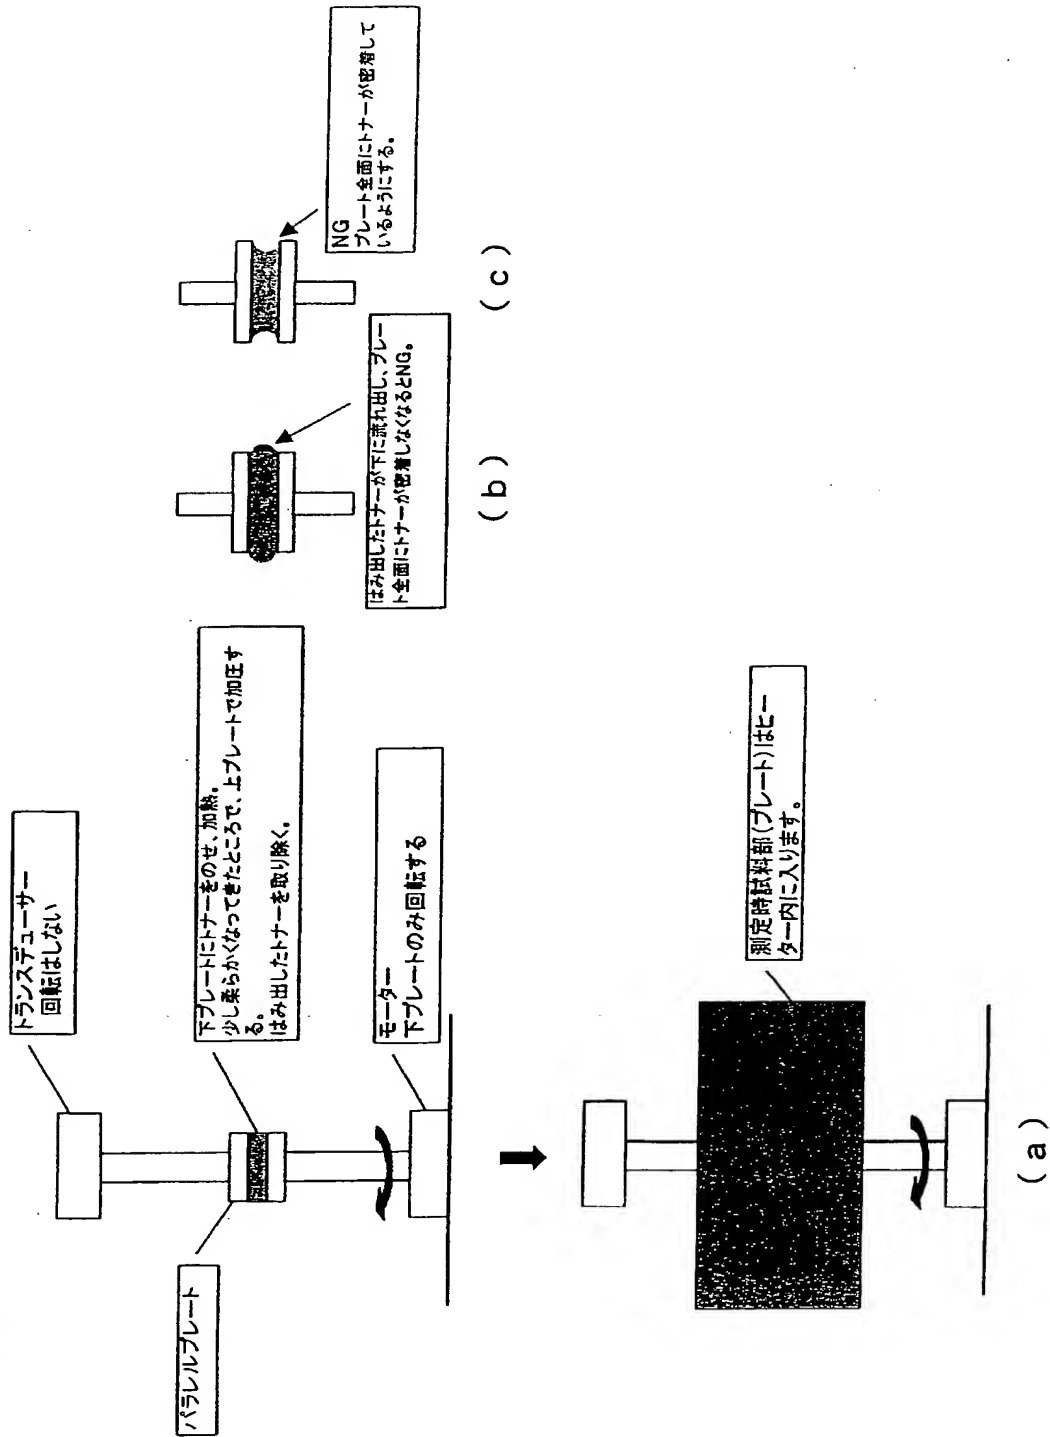 トランスデューサー
回転はしない
パラレルプレート
下プレートにトナーをのせ、加熱。
少し柔らかくなってきたところで、上プレートで加圧す
る。
はみ出したトナーを取り除く。
モーター
下プレートのみ回転する
測定時試料部(プレート)はヒー
ター内に入ります。
(a)
はみ出したトナーが下に流れ出し、プレー
ト全面にトナーが密着しなくなるとNG。
(b)
NG
プレート全面にトナーが密着して
いるようにする。
(c)